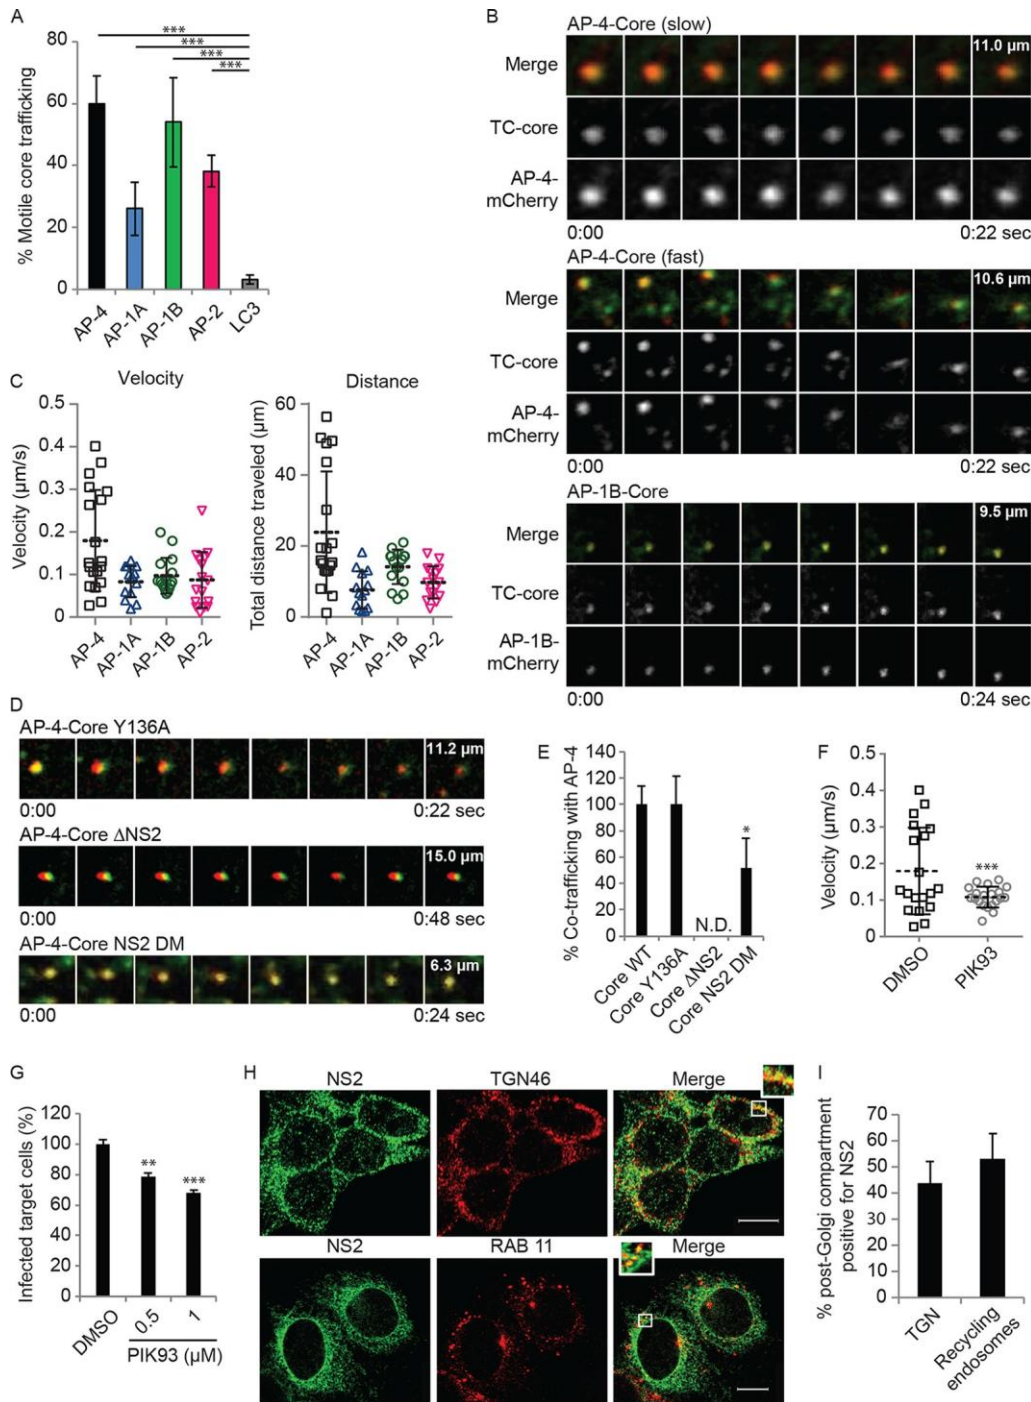 A
% Motile core trafficking
80
60
40
20
0
***
***
***
***
AP-4
AP-1A
AP-1B
AP-2
LC3
B
AP-4-Core (slow)
Merge
11.0 µm
TC-core
AP-4-
mCherry
0:00
0:22 sec
AP-4-Core (fast)
Merge
10.6 µm
TC-core
AP-4-
mCherry
0:00
0:22 sec
AP-1B-Core
Merge
9.5 µm
TC-core
AP-1B-
mCherry
0:00
0:24 sec
C
Velocity
Velocity (µm/s)
0.5
0.4
0.3
0.2
0.1
0
AP-4
AP-1A
AP-1B
AP-2
Distance
Total distance traveled (µm)
60
40
20
0
AP-4
AP-1A
AP-1B
AP-2
D
AP-4-Core Y136A
11.2 µm
0:00
0:22 sec
AP-4-Core ΔNS2
15.0 µm
0:00
0:48 sec
AP-4-Core NS2 DM
6.3 µm
0:00
0:24 sec
E
% Co-trafficking with AP-4
140
120
100
80
60
40
20
0
N.D.
*
Core WT
Core Y136A
Core ΔNS2
Core NS2 DM
F
Velocity (µm/s)
0.5
0.4
0.3
0.2
0.1
0
***
DMSO
PIK93
G
Infected target cells (%)
120
100
80
60
40
20
0
**
***
DMSO
0.5
1
PIK93 (µM)
H
NS2
TGN46
Merge
NS2
RAB 11
Merge
I
% post-Golgi compartment
positive for NS2
70
60
50
40
30
20
10
0
TGN
Recycling
endosomes